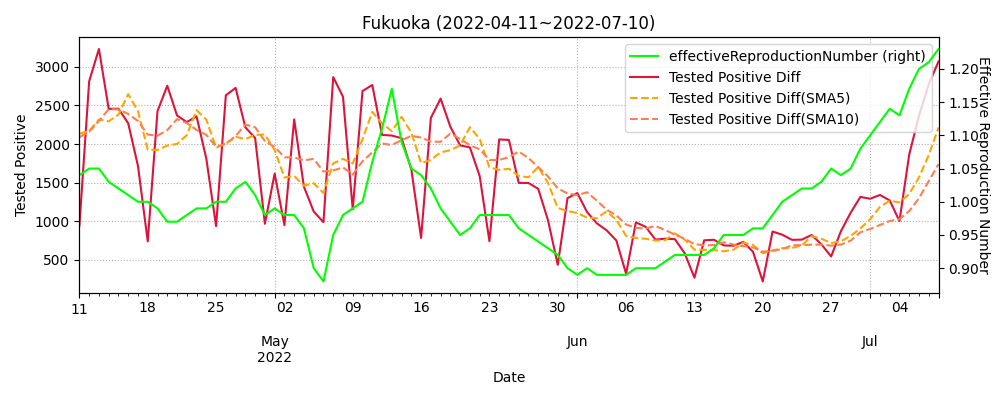 Fukuoka (2022-04-11~2022-07-10)
effectiveReproductionNumber (right)
Tested Positive Diff
Tested Positive Diff(SMA5)
Tested Positive Diff(SMA10)
Tested Positive
3000
2500
2000
1500
1000
500
Effective Reproduction Number
1.20
1.15
1.10
1.05
1.00
0.95
0.90
11 18 25 02 09 16 23 30 06 13 20 27 04
May Jun Jul
2022
Date